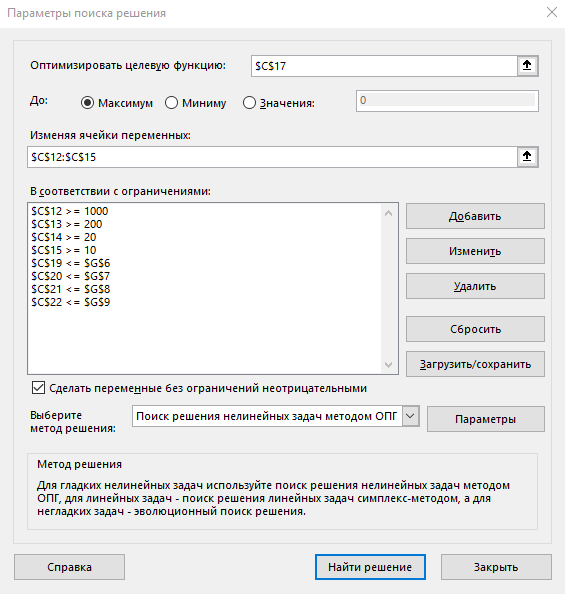 Параметры поиска решения
Оптимизировать целевую функцию:
$C$17
До:
Максимум
Миниму
Значения:
0
Изменяя ячейки переменных:
$C$12:$C$15
В соответствии с ограничениями:
$C$12 >= 1000
$C$13 >= 200
$C$14 >= 20
$C$15 >= 10
$C$19 <= $G$6
$C$20 <= $G$7
$C$21 <= $G$8
$C$22 <= $G$9
Добавить
Изменить
Удалить
Сбросить
Загрузить/сохранить
Сделать переменные без ограничений неотрицательными
Выберите
метод решения:
Поиск решения нелинейных задач методом ОПГ
Параметры
Метод решения
Для гладких нелинейных задач используйте поиск решения нелинейных задач методом
ОПГ, для линейных задач - поиск решения линейных задач симплекс-методом, а для
негладких задач - эволюционный поиск решения.
Справка
Найти решение
Закрыть